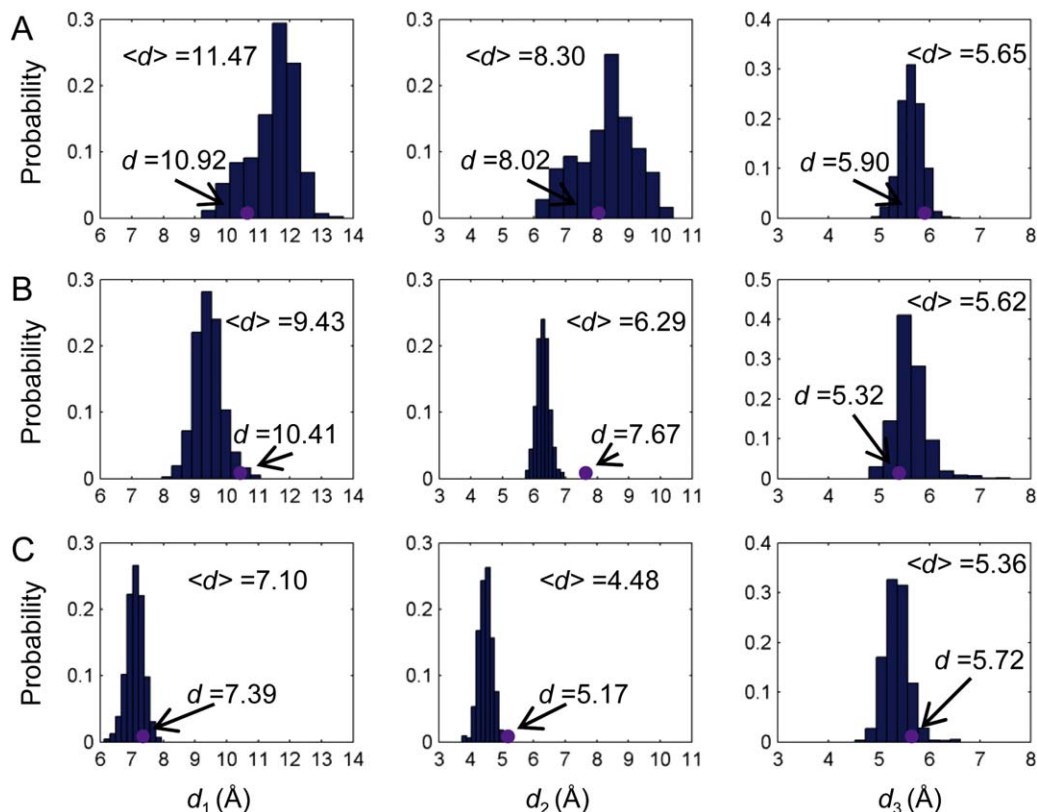 A
Probability
0.3
0.2
0.1
0
<d> =11.47
d =10.92
6 7 8 9 10 11 12 13 14
0.3
0.2
0.1
0
<d> =8.30
d =8.02
3 4 5 6 7 8 9 10 11
0.4
0.3
0.2
0.1
0
<d> =5.65
d =5.90
3 4 5 6 7 8
B
Probability
0.3
0.2
0.1
0
<d> =9.43
d =10.41
6 7 8 9 10 11 12 13 14
0.3
0.2
0.1
0
<d> =6.29
d =7.67
3 4 5 6 7 8 9 10 11
0.5
0.4
0.3
0.2
0.1
0
<d> =5.62
d =5.32
3 4 5 6 7 8
C
Probability
0.3
0.2
0.1
0
<d> =7.10
d =7.39
6 7 8 9 10 11 12 13 14
d₁ (Å)
0.3
0.2
0.1
0
<d> =4.48
d =5.17
3 4 5 6 7 8 9 10 11
d₂ (Å)
0.4
0.3
0.2
0.1
0
<d> =5.36
d =5.72
3 4 5 6 7 8
d₃ (Å)